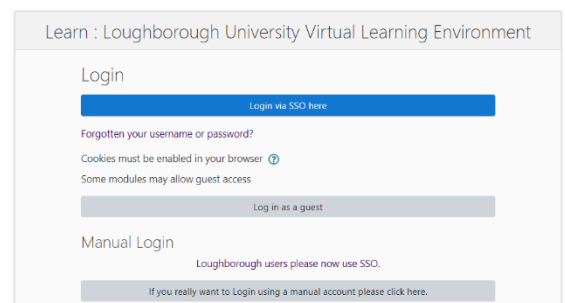 Learn : Loughborough University Virtual Learning Environment
Login
Login via SSO here
Forgotten your username or password?
Cookies must be enabled in your browser
Some modules may allow guest access
Log in as a guest
Manual Login
Loughborough users please now use SSO.
If you really want to Login using a manual account please click here.